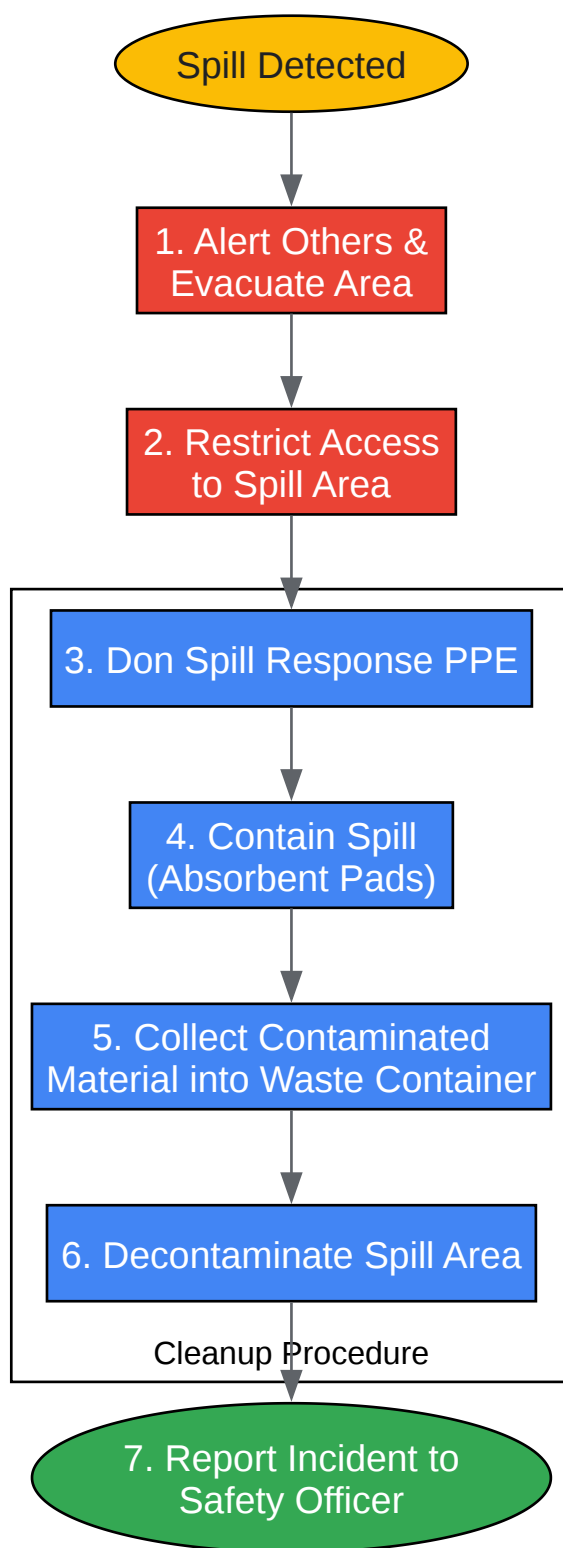 Spill Detected
1. Alert Others &
Evacuate Area
2. Restrict Access
to Spill Area
3. Don Spill Response PPE
4. Contain Spill
(Absorbent Pads)
5. Collect Contaminated
Material into Waste Container
6. Decontaminate Spill Area
Cleanup Procedure
7. Report Incident to
Safety Officer